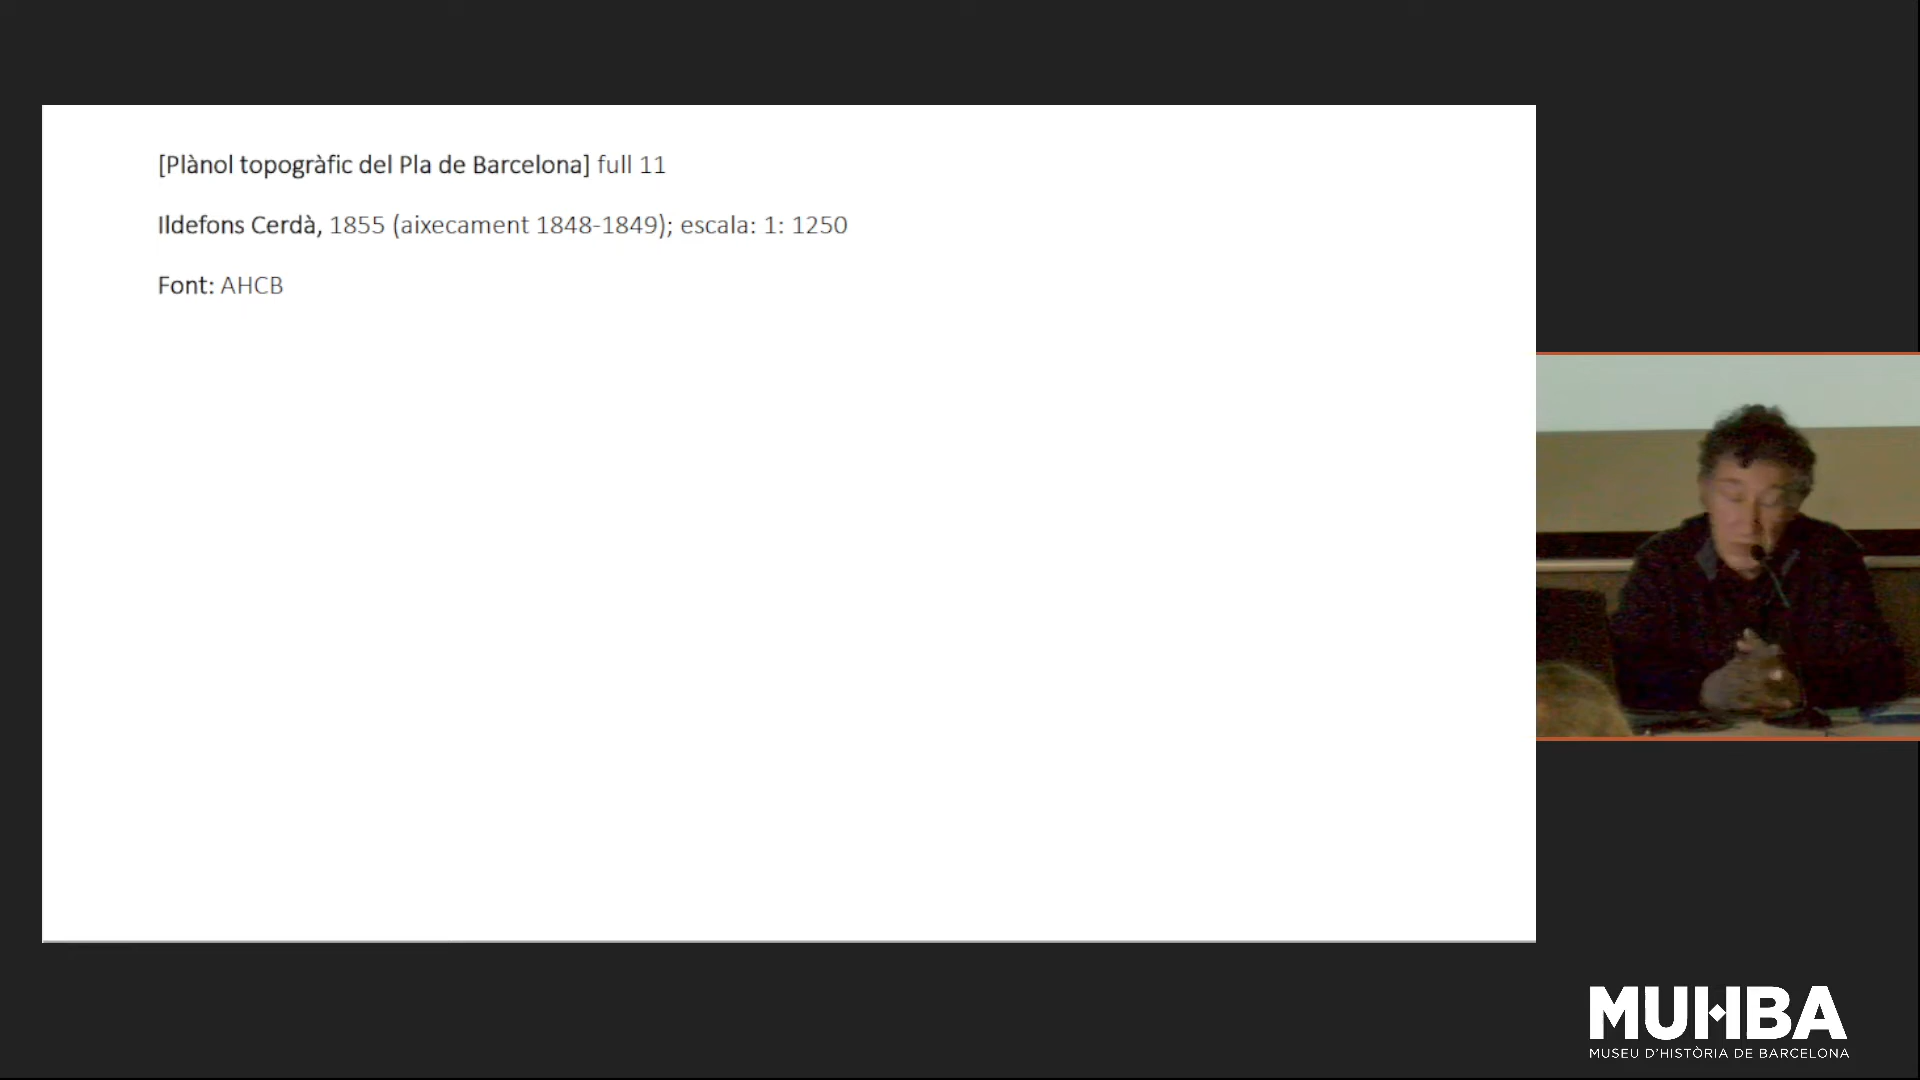 [Plànol topogràfic del Pla de Barcelona] full 11
Ildefons Cerdà, 1855 (aixecament 1848-1849); escala: 1: 1250
Font: AHCB
MUHBA
MUSEU D'HISTÒRIA DE BARCELONA